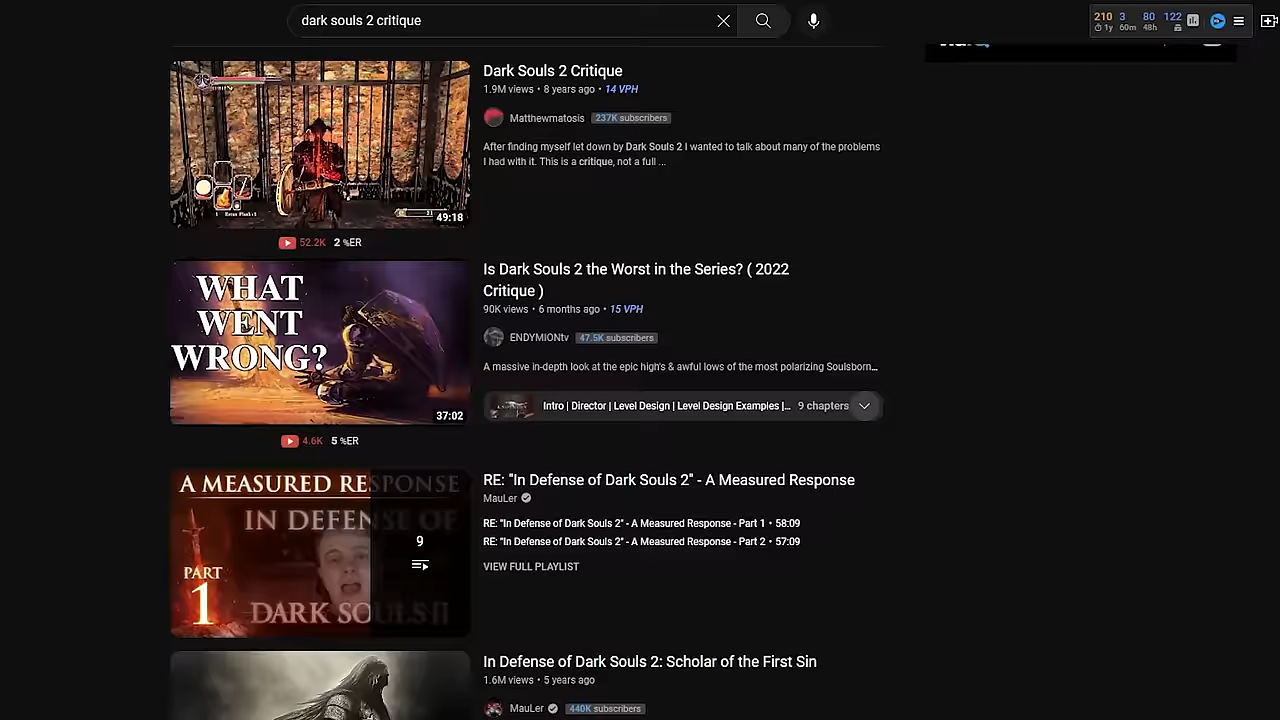 dark souls 2 critique
210 3 80 122
1y 60m 48h
Dark Souls 2 Critique
1.9M views • 8 years ago • 14 VPH
Matthewmatosis 237K subscribers
After finding myself let down by Dark Souls 2 I wanted to talk about many of the problems
I had with it. This is a critique, not a full ...
49:18
52.2K 2 %ER
WHAT
WENT
WRONG?
37:02
Is Dark Souls 2 the Worst in the Series? ( 2022
Critique )
90K views • 6 months ago • 15 VPH
ENDYMIONtv 47.5K subscribers
A massive in-depth look at the epic high's & awful lows of the most polarizing Soulsborn...
Intro | Director | Level Design | Level Design Examples |... 9 chapters
4.6K 5 %ER
A MEASURED RESPONSE
IN DEFENSE OF
PART
1
DARK SOULS II
9
RE: "In Defense of Dark Souls 2" - A Measured Response
MauLer
RE: "In Defense of Dark Souls 2" - A Measured Response - Part 1 • 58:09
RE: "In Defense of Dark Souls 2" - A Measured Response - Part 2 • 57:09
VIEW FULL PLAYLIST
In Defense of Dark Souls 2: Scholar of the First Sin
1.6M views • 5 years ago
MauLer 440K subscribers